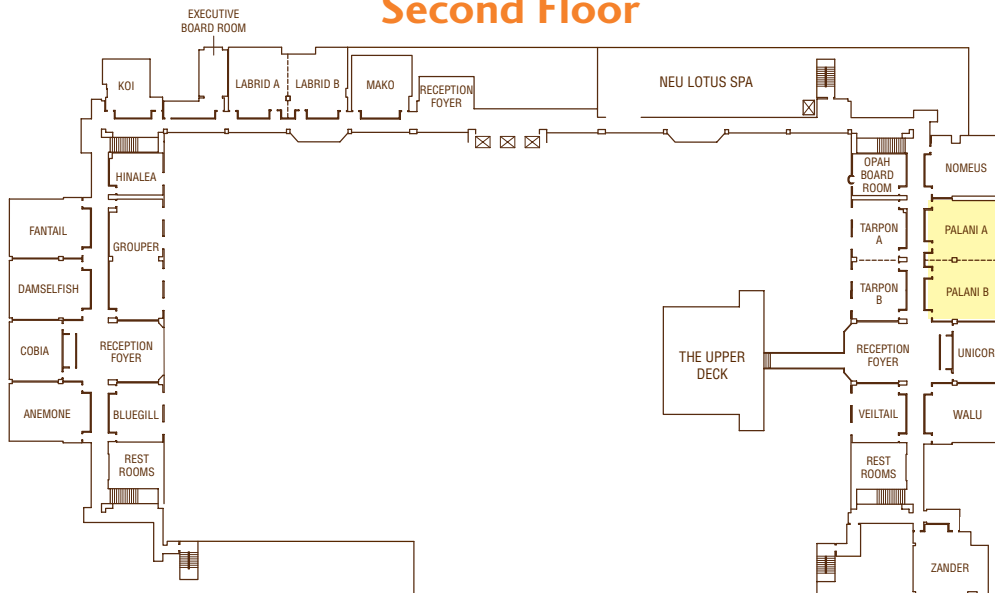 Second Floor
EXECUTIVE
BOARD ROOM
KOI
LABRID A
LABRID B
MAKO
RECEPTION
FOYER
NEU LOTUS SPA
HINALEA
OPAH
BOARD
ROOM
NOMEUS
FANTAIL
GROUPER
TARPON
A
PALANI A
DAMSELFISH
TARPON
B
PALANI B
COBIA
RECEPTION
FOYER
THE UPPER
DECK
RECEPTION
FOYER
UNICOR
ANEMONE
BLUEGILL
VEILTAIL
WALU
REST
ROOMS
REST
ROOMS
ZANDER